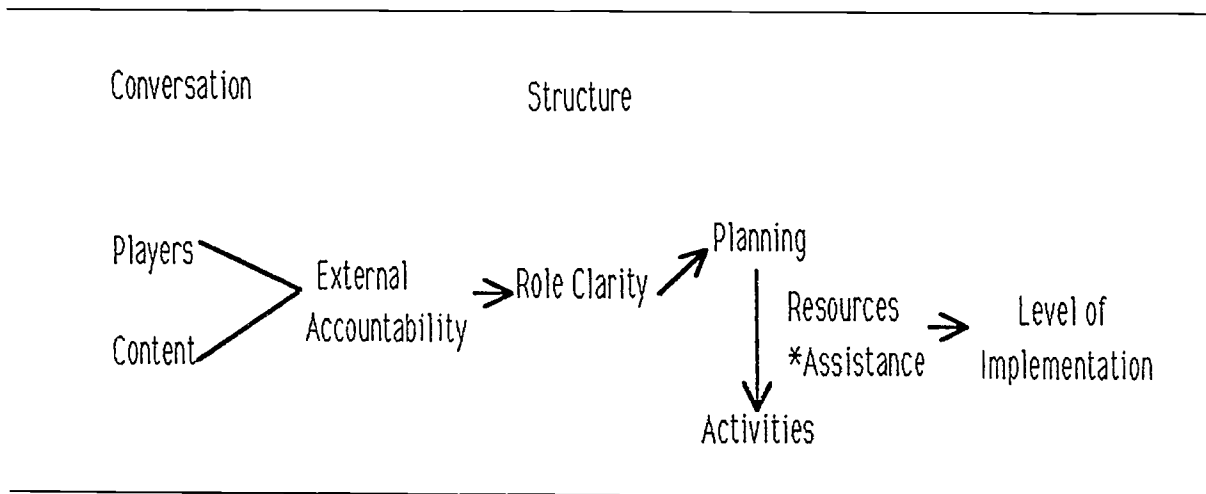 Conversation
Structure
Players
Content
External
Accountability
Role Clarity
Planning
Resources
*Assistance
Activities
Level of
Implementation